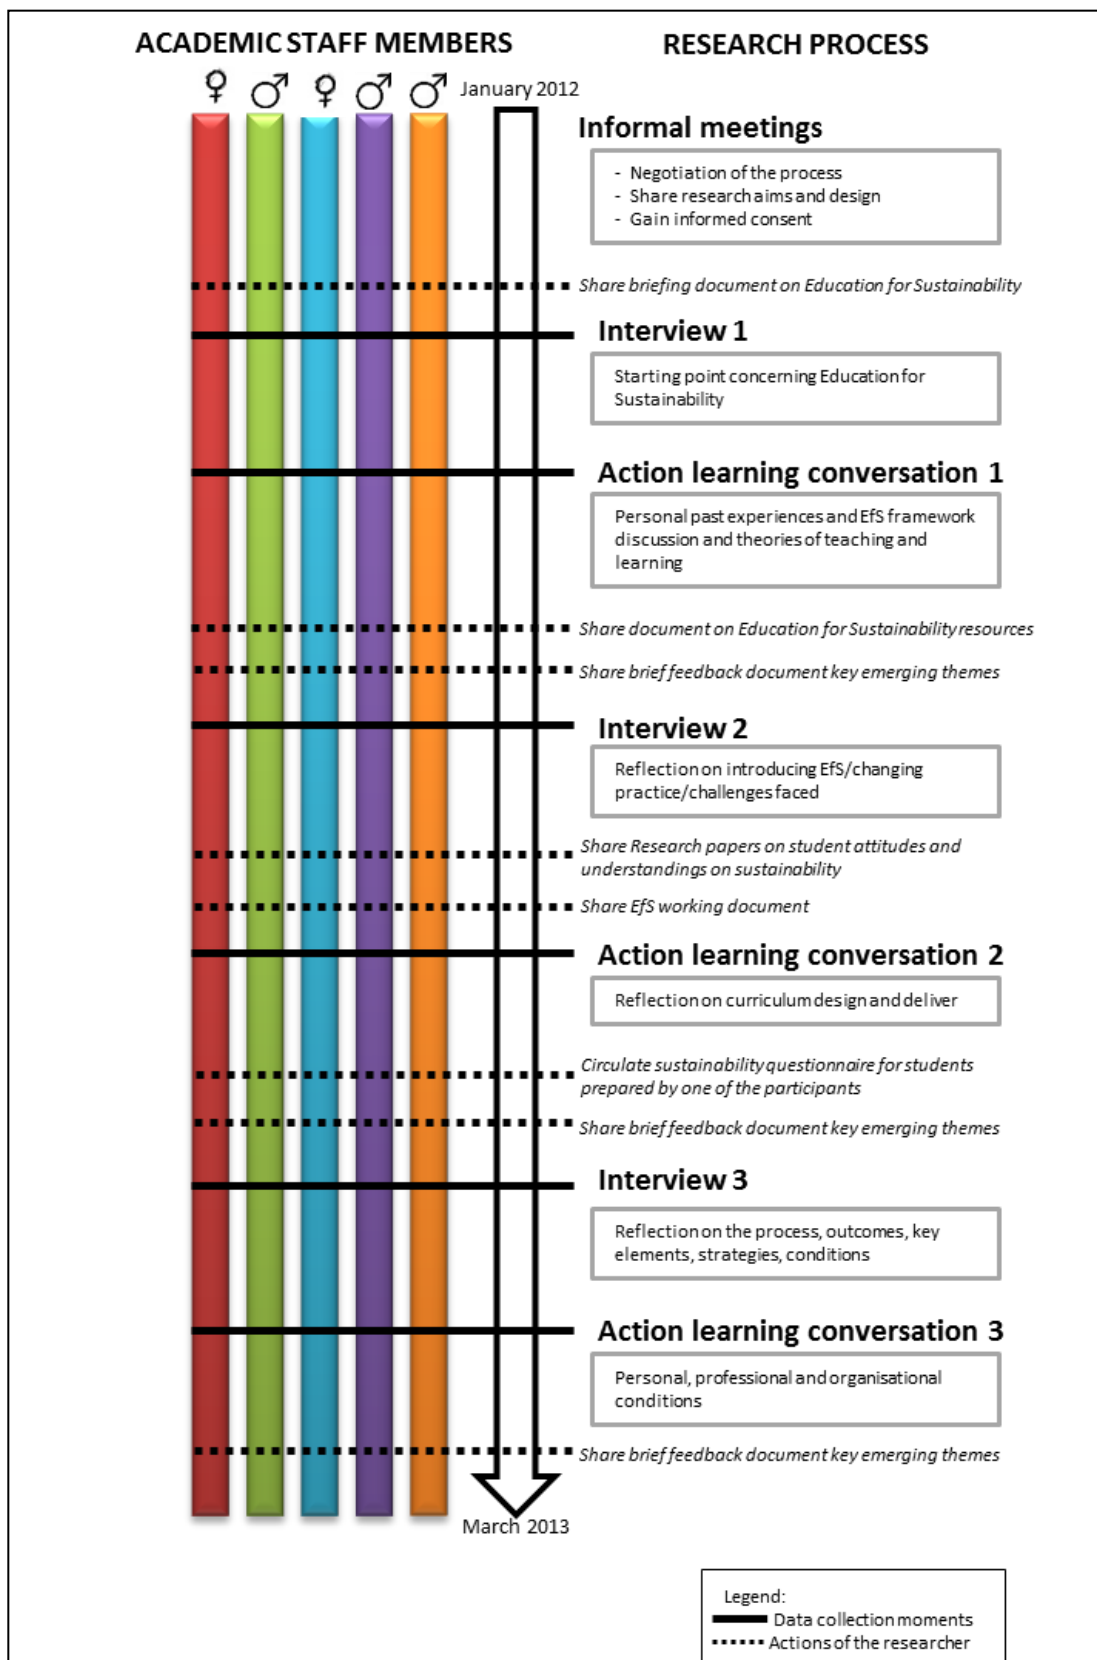 ACADEMIC STAFF MEMBERS
RESEARCH PROCESS
♀ ♂ ♀ ♂ ♂
January 2012
Informal meetings
- Negotiation of the process
- Share research aims and design
- Gain informed consent
Share briefing document on Education for Sustainability
Interview 1
Starting point concerning Education for
Sustainability
Action learning conversation 1
Personal past experiences and EfS framework
discussion and theories of teaching and
learning
Share document on Education for Sustainability resources
Share brief feedback document key emerging themes
Interview 2
Reflection on introducing EfS/changing
practice/challenges faced
Share Research papers on student attitudes and
understandings on sustainability
Share EfS working document
Action learning conversation 2
Reflection on curriculum design and deliver
Circulate sustainability questionnaire for students
prepared by one of the participants
Share brief feedback document key emerging themes
Interview 3
Reflection on the process, outcomes, key
elements, strategies, conditions
Action learning conversation 3
Personal, professional and organisational
conditions
Share brief feedback document key emerging themes
March 2013
Legend:
Data collection moments
Actions of the researcher